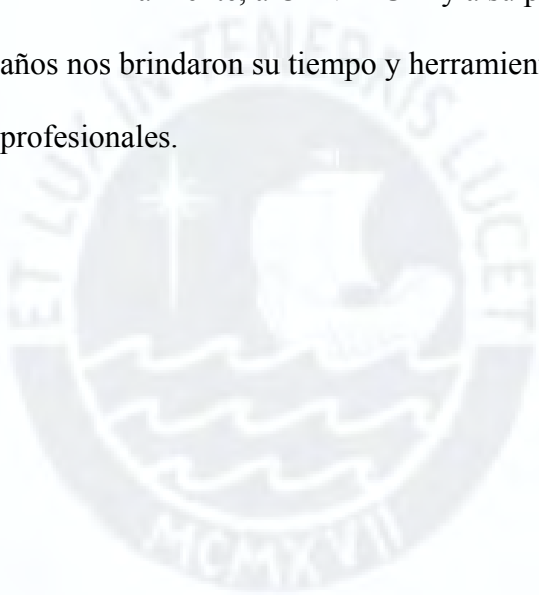 años nos brindaron su tiempo y herramien
profesionales.
ET LUX IN TENEBRIS LUCET
MCMXVII